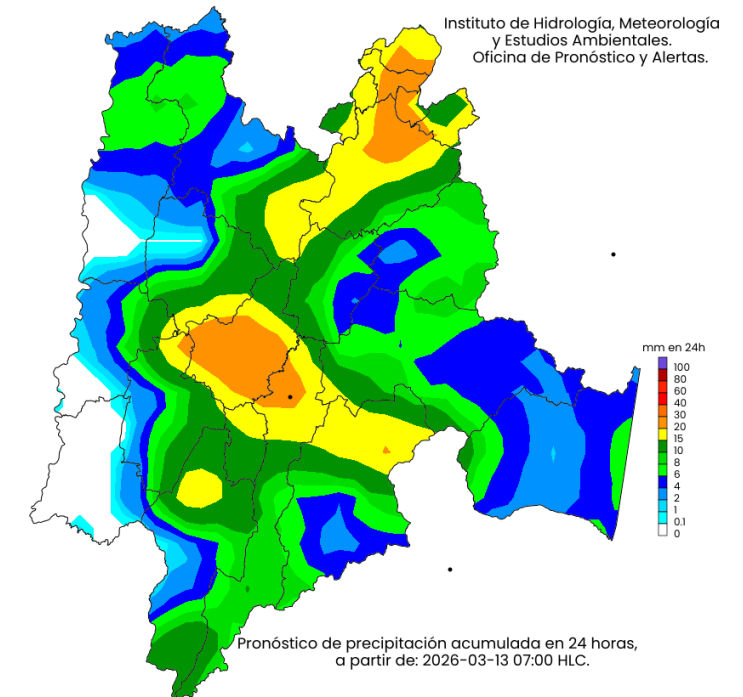 Instituto de Hidrología, Meteorología
y Estudios Ambientales.
Oficina de Pronóstico y Alertas.
mm en 24h
100
80
60
40
30
20
15
10
8
6
4
2
1
0.1
0
Pronóstico de precipitación acumulada en 24 horas,
a partir de: 2026-03-13 07:00 HLC.